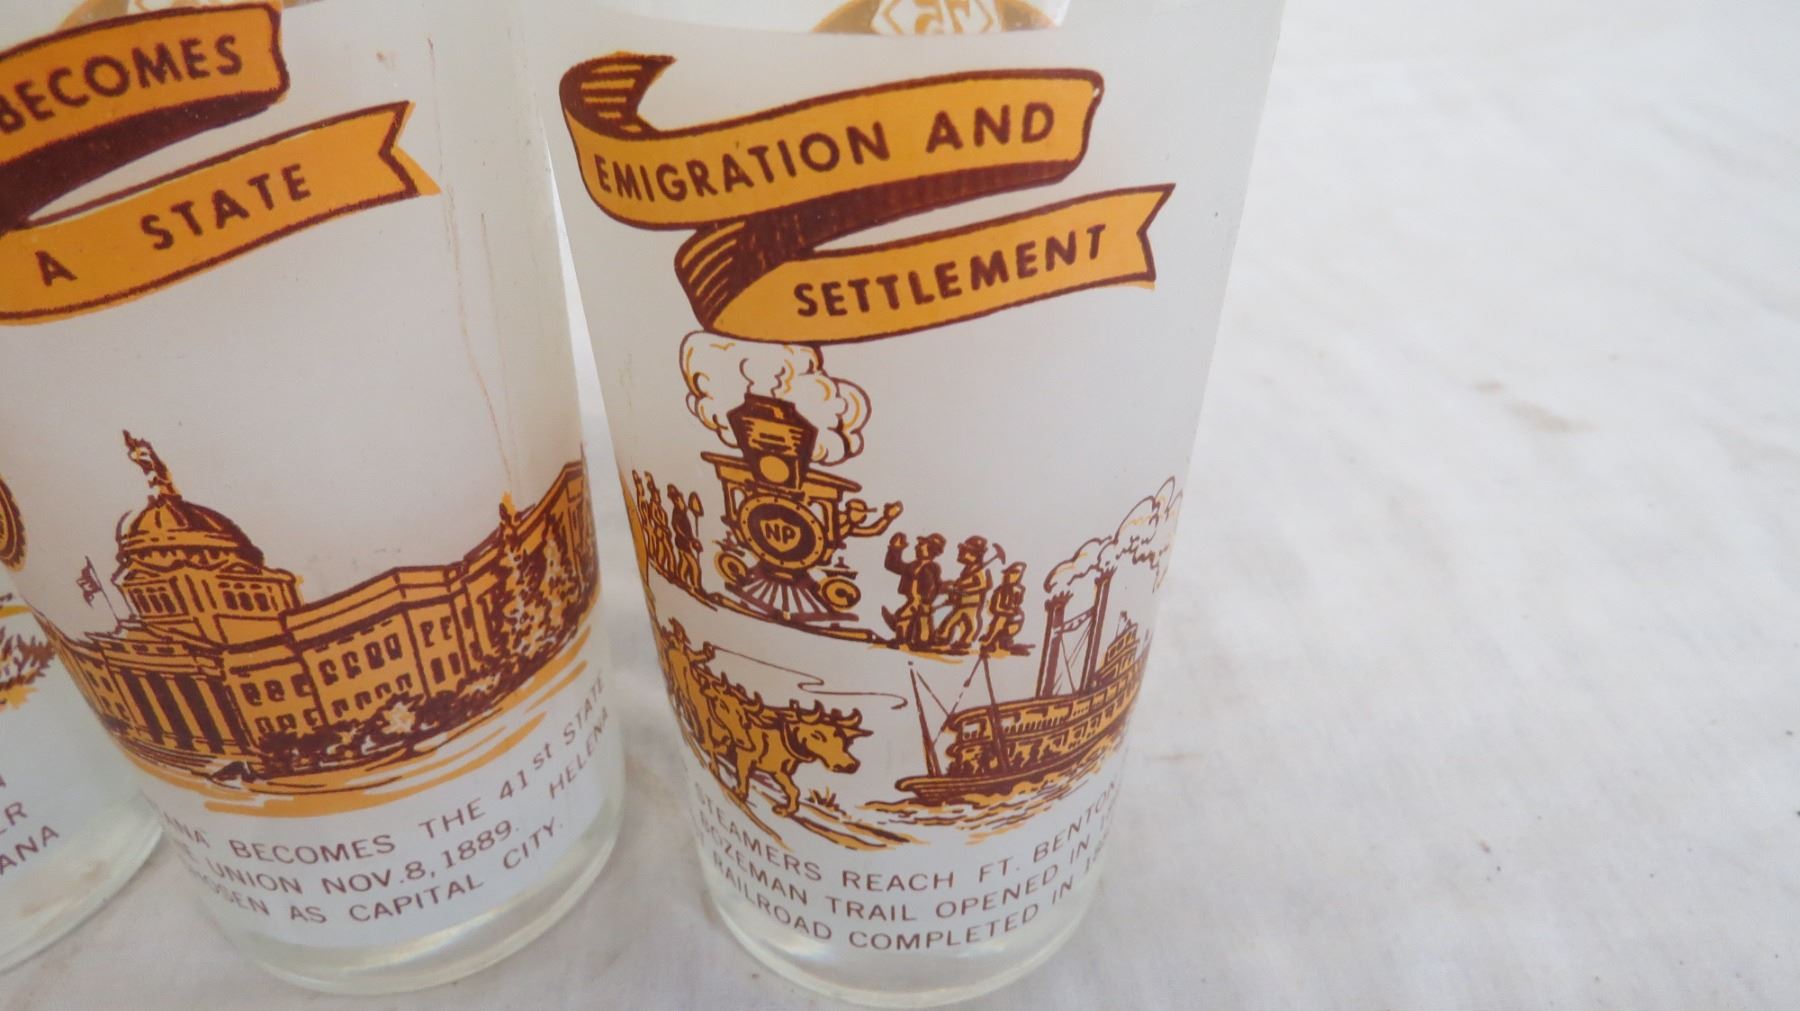 BECOMES
A STATE
BECOMES THE 41st STATE
UNION NOV. 8, 1889. HELENA
AS CAPITAL CITY.
EMIGRATION AND
SETTLEMENT
NP
STEAMERS REACH FT. BENTON
BOZEMAN TRAIL OPENED IN
RAILROAD COMPLETED IN